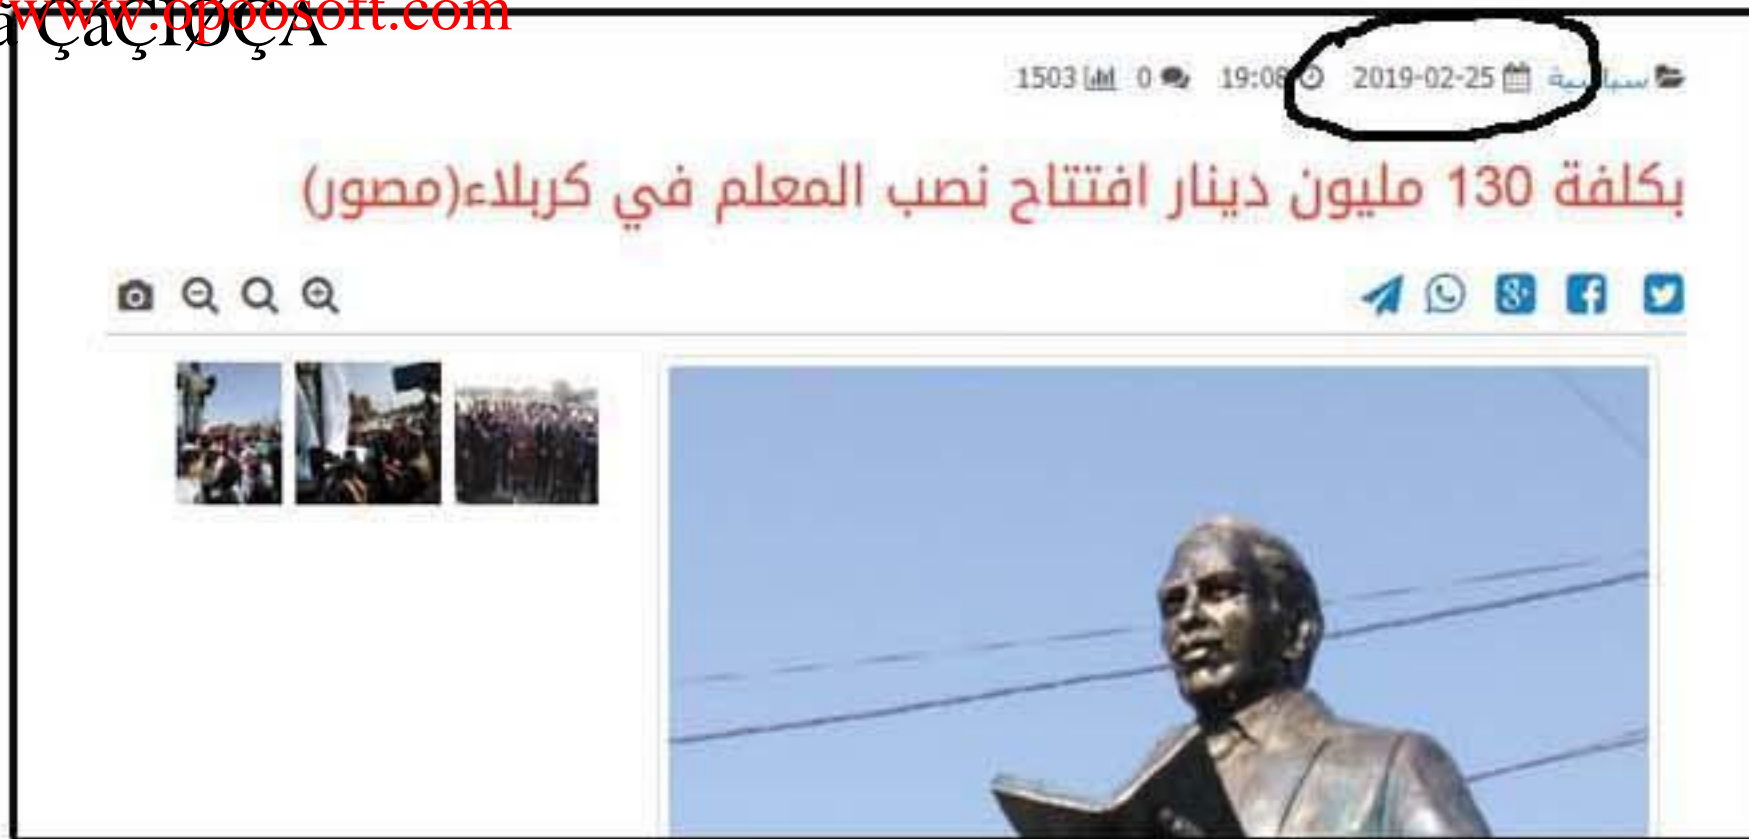 www.opoosoft.com
سياسية 2019-02-25 19:08 0 1503
بكلفة 130 مليون دينار افتتاح نصب المعلم في كربلاء(مصور)